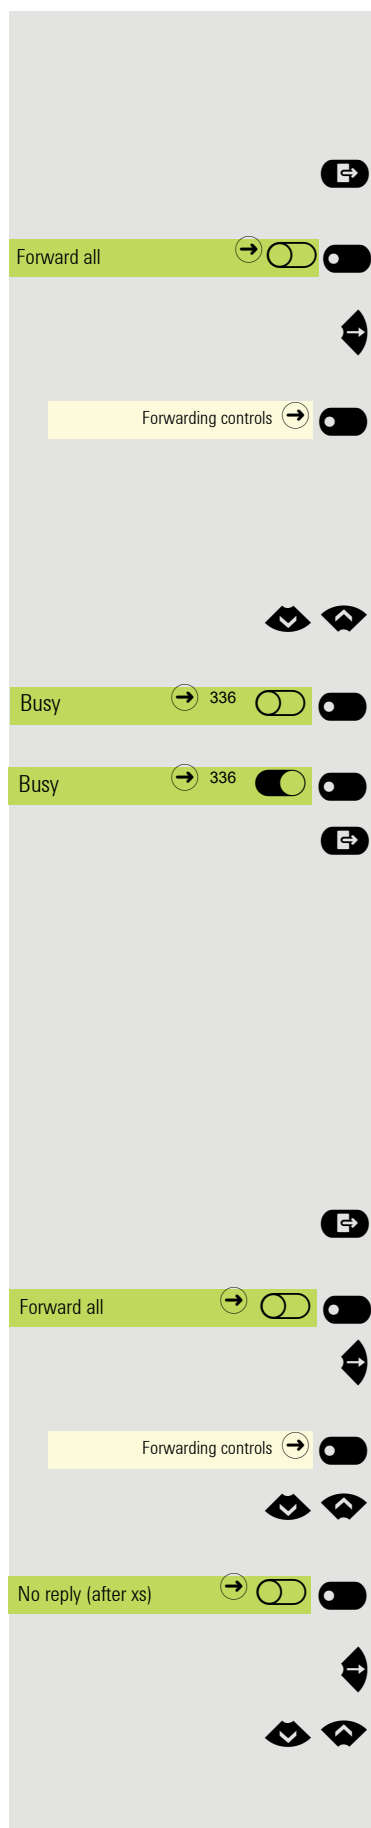 Forward all
Forwarding controls
Busy 336
Busy 336
Forward all
Forwarding controls
No reply (after xs)